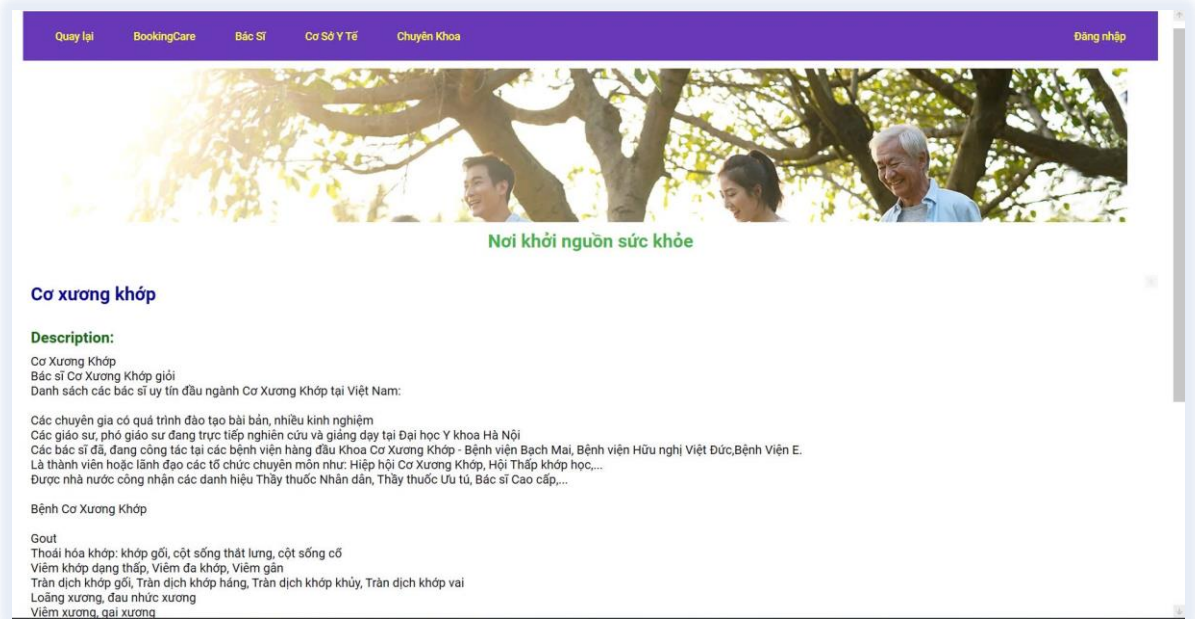 Quay lại BookingCare Bác Sĩ Cơ Sở Y Tế Chuyên Khoa Đăng nhập
Nơi khởi nguồn sức khỏe
Cơ xương khớp
Description:
Cơ Xương Khớp
Bác sĩ Cơ Xương Khớp giỏi
Danh sách các bác sĩ uy tín đầu ngành Cơ Xương Khớp tại Việt Nam:
Các chuyên gia có quá trình đào tạo bài bản, nhiều kinh nghiệm
Các giáo sư, phó giáo sư đang trực tiếp nghiên cứu và giảng dạy tại Đại học Y khoa Hà Nội
Các bác sĩ đã, đang công tác tại các bệnh viện hàng đầu Khoa Cơ Xương Khớp - Bệnh viện Bạch Mai, Bệnh viện Hữu nghị Việt Đức,Bệnh Viện E.
Là thành viên hoặc lãnh đạo các tổ chức chuyên môn như: Hiệp hội Cơ Xương Khớp, Hội Thấp khớp học,...
Được nhà nước công nhận các danh hiệu Thầy thuốc Nhân dân, Thầy thuốc Ưu tú, Bác sĩ Cao cấp,...
Bệnh Cơ Xương Khớp
Gout
Thoái hóa khớp: khớp gối, cột sống thắt lưng, cột sống cổ
Viêm khớp dạng thấp, Viêm đa khớp, Viêm gân
Tràn dịch khớp gối, Tràn dịch khớp háng, Tràn dịch khớp khủy, Tràn dịch khớp vai
Loãng xương, đau nhức xương
Viêm xương, gai xương